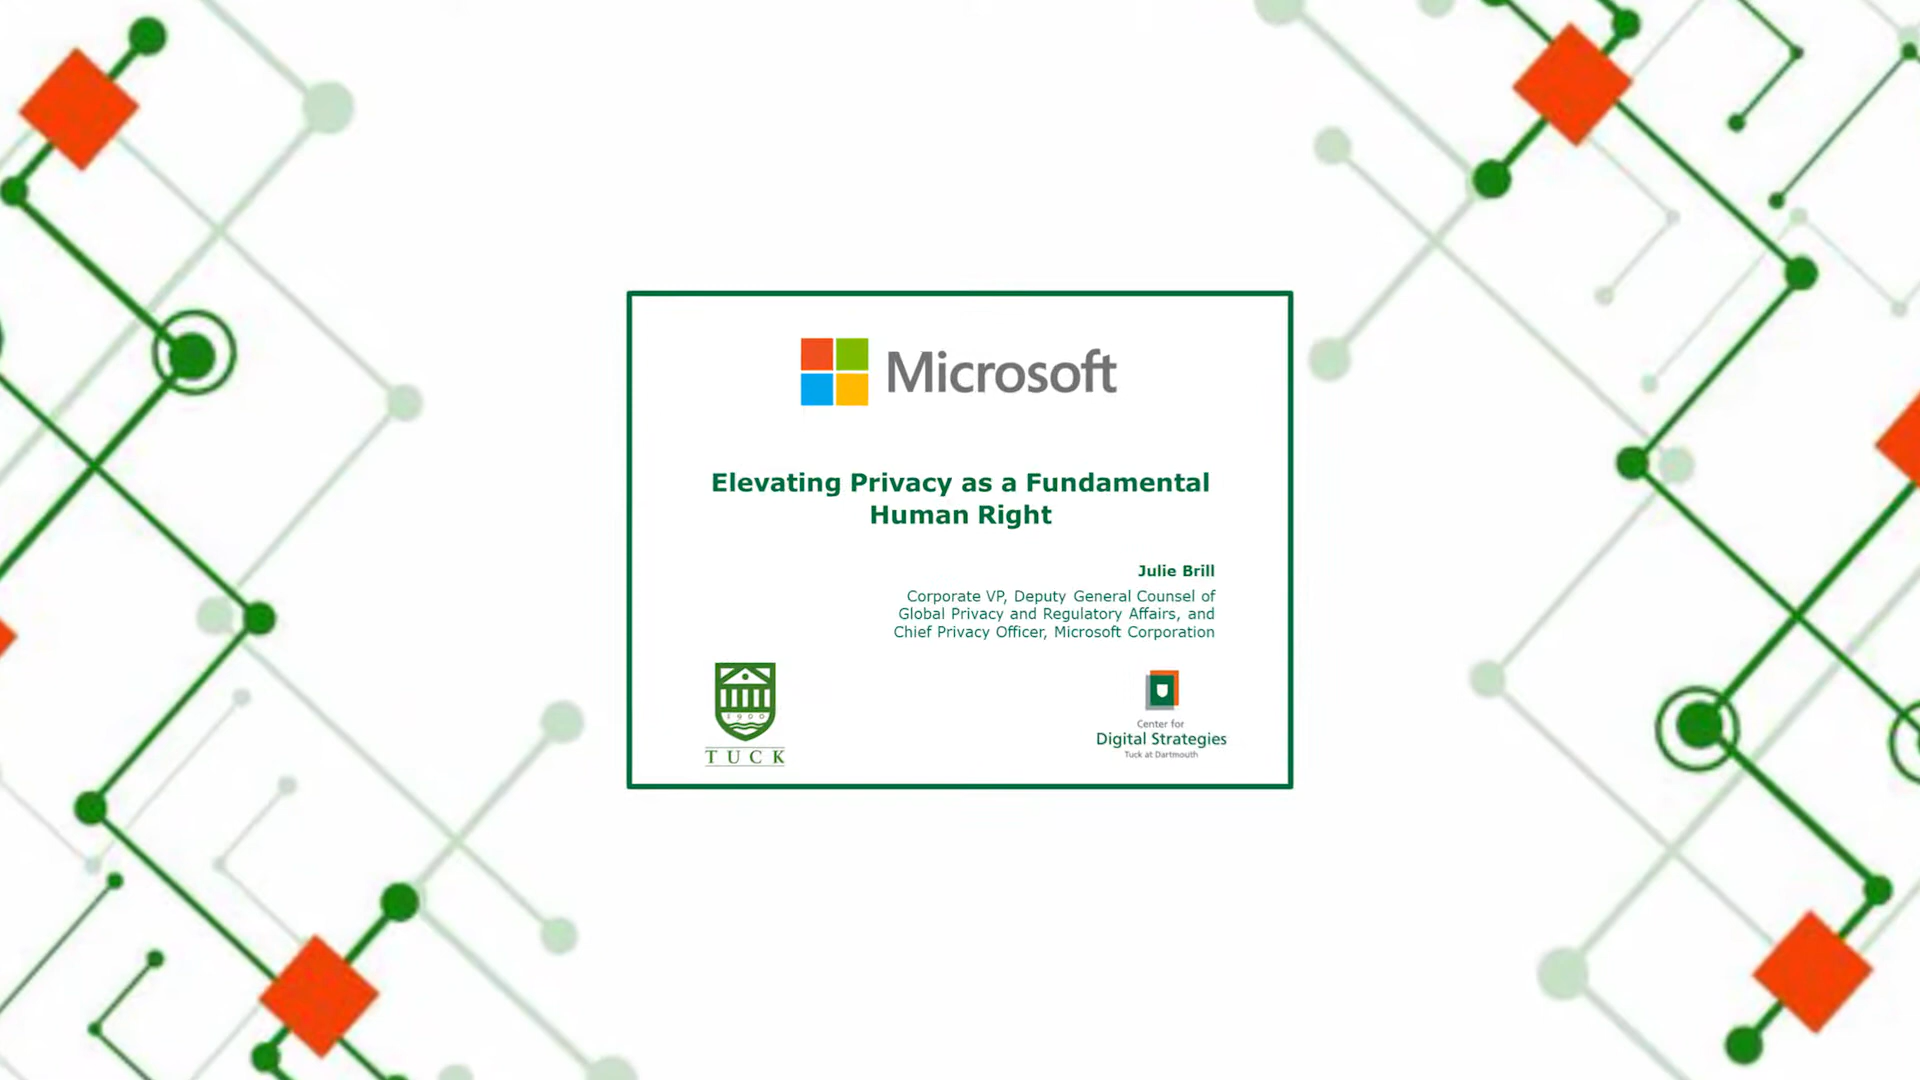 Microsoft
Elevating Privacy as a Fundamental
Human Right
Julie Brill
Corporate VP, Deputy General Counsel of
Global Privacy and Regulatory Affairs, and
Chief Privacy Officer, Microsoft Corporation
1900
TUCK
Center for
Digital Strategies
Tuck at Dartmouth